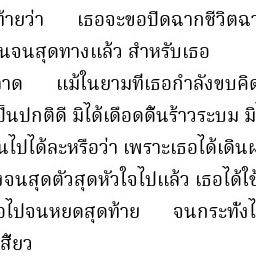 ท้ายว่า เธอจะขอปิดฉากชีวิตฉา
นจนสุดทางแล้ว สำหรับเธอ
าด แม้ในยามที่เธอกำลังขบคิด
ป็นปกติดี มิได้เดือดดิ้นร้าวระบม มิ
นไปได้ละหรือว่า เพราะเธอได้เดินผ
งจนสุดตัวสุดหัวใจไปแล้ว เธอได้ใช้
อไปจนหยดสุดท้าย จนกระทั่งไ
สี้ยว